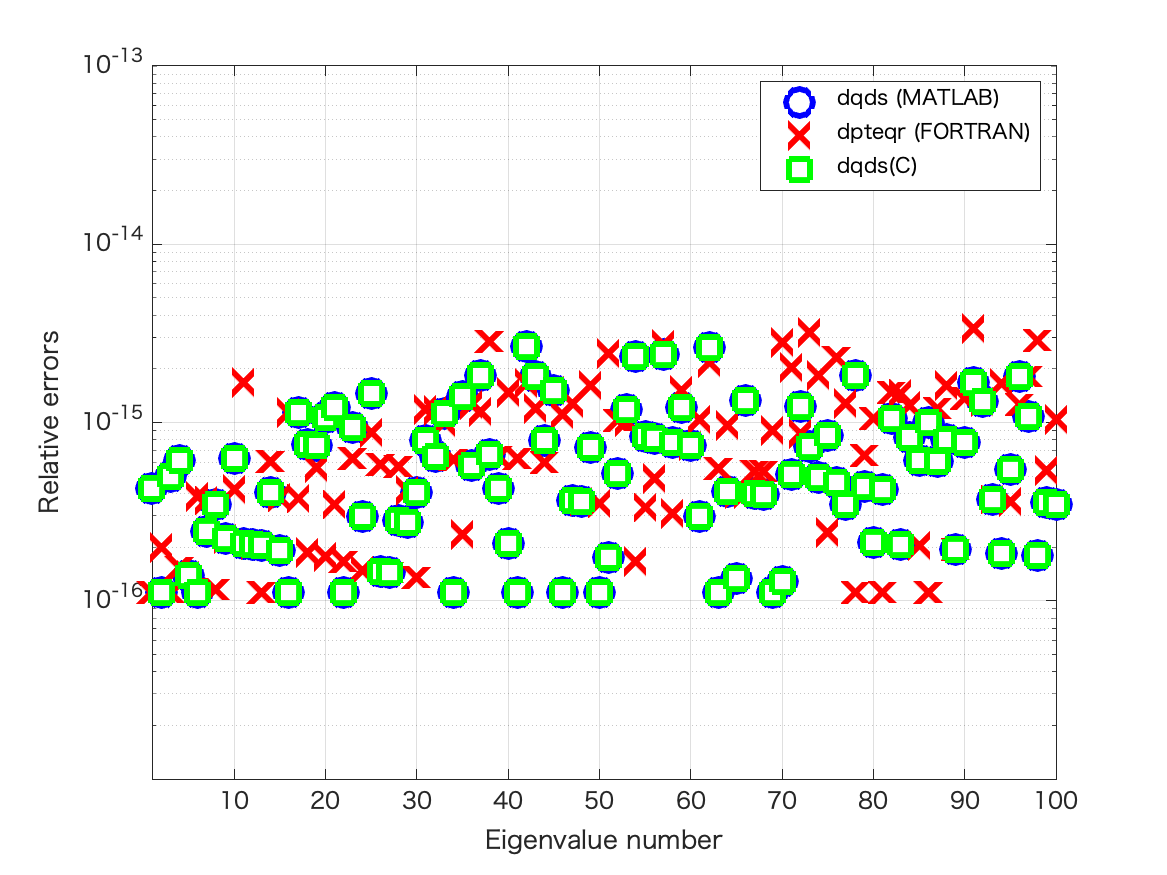 10-13
dqds (MATLAB)
dpteqr (FORTRAN)
dqds(C)
10-14
Relative errors
10-15
10-16
10 20 30 40 50 60 70 80 90 100
Eigenvalue number